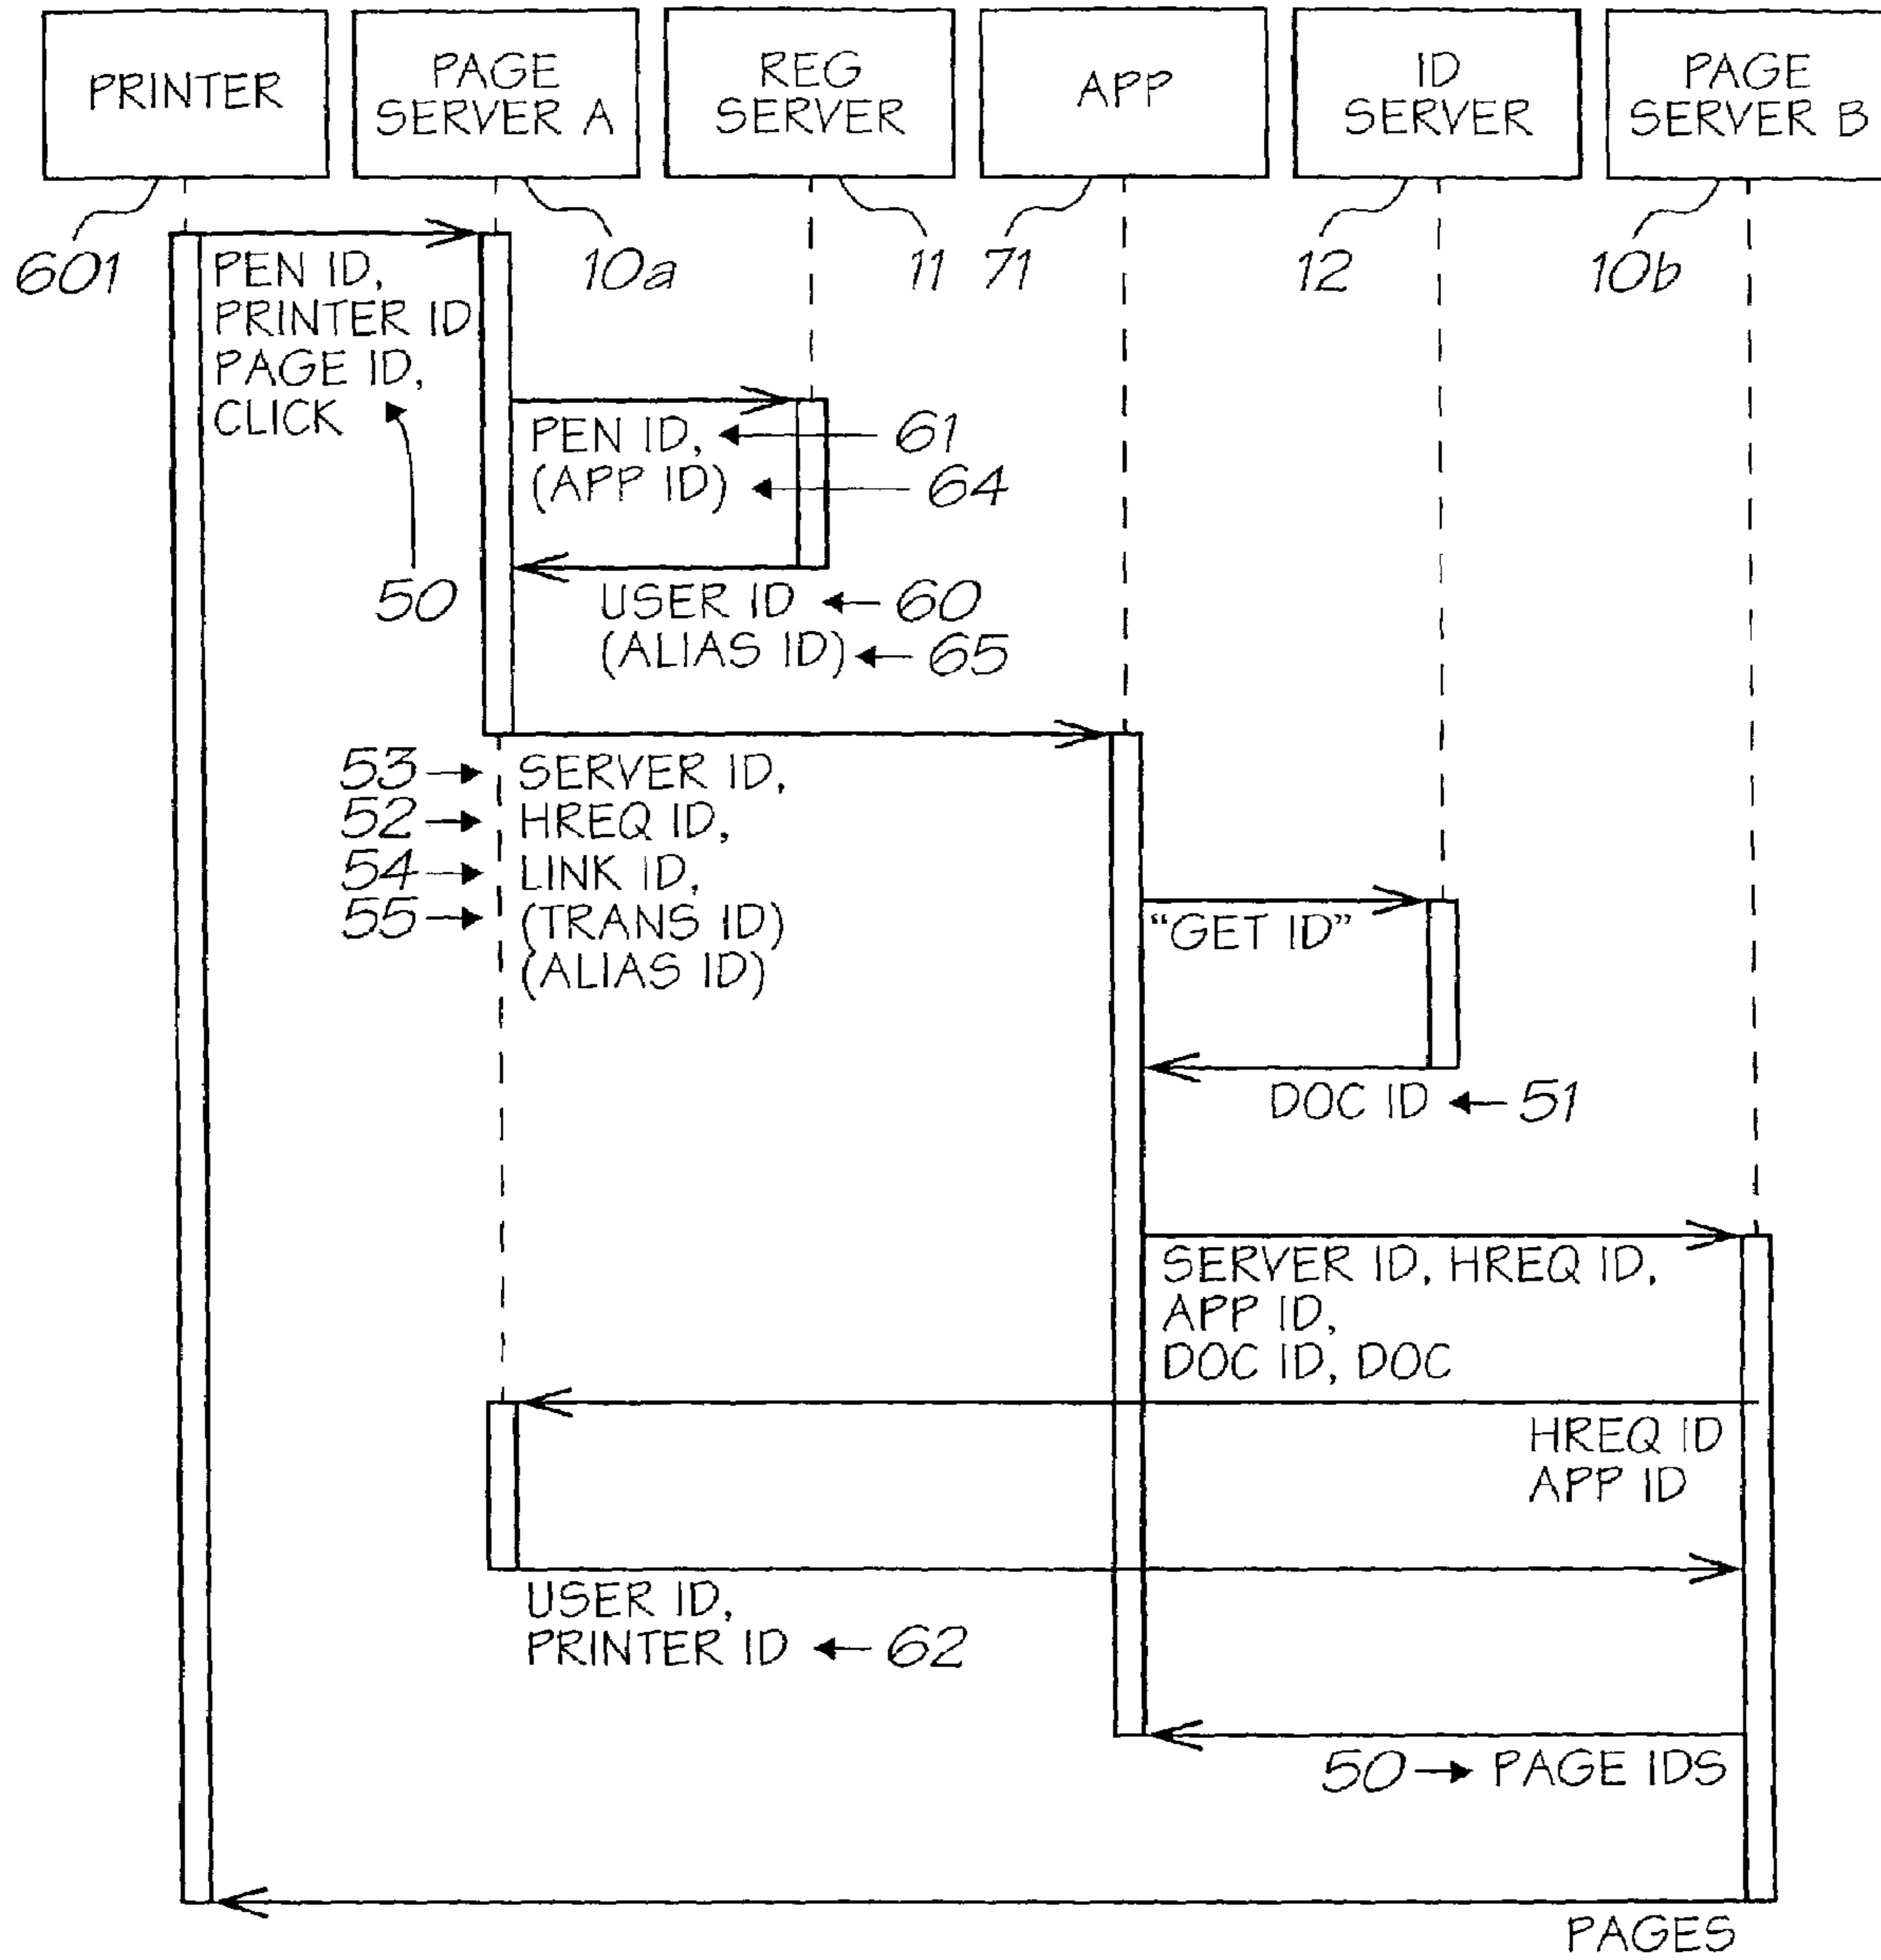 PRINTER
PAGE
SERVER A
REG
SERVER
APP
ID
SERVER
PAGE
SERVER B
601
10a
11
71
12
10b
PEN ID,
PRINTER ID
PAGE ID,
CLICK
50
PEN ID,
61
(APP ID)
64
USER ID
60
(ALIAS ID)
65
53
SERVER ID,
52
HREQ ID,
54
LINK ID,
55
(TRANS ID)
(ALIAS ID)
"GET ID"
DOC ID
51
SERVER ID, HREQ ID,
APP ID,
DOC ID, DOC
HREQ ID
APP ID
USER ID,
PRINTER ID
62
50
PAGE IDS
PAGES